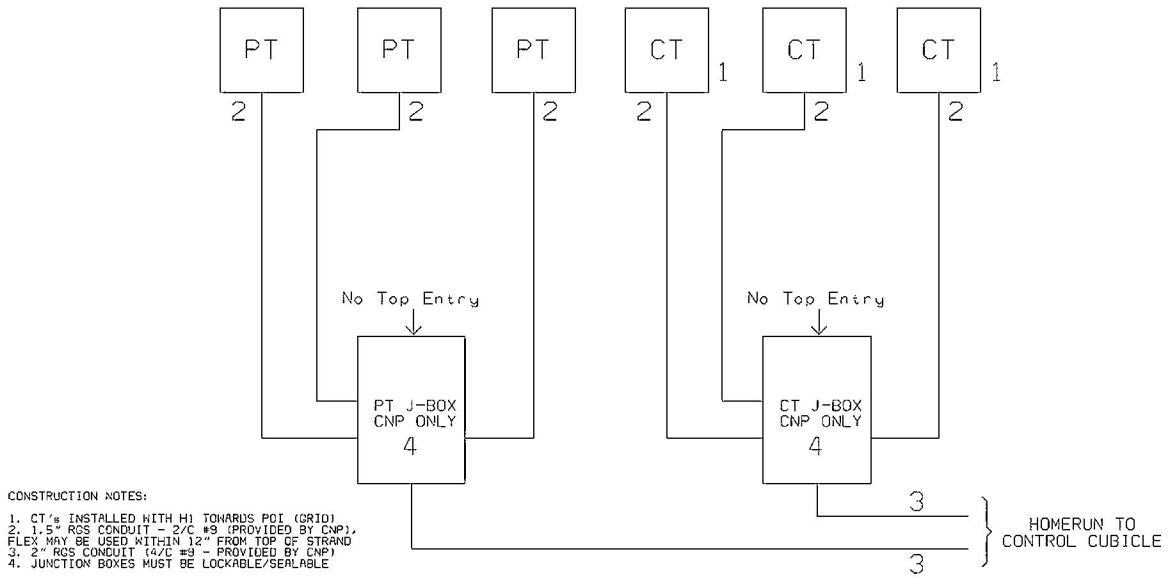 PT
PT
PT
CT
1
CT
1
CT
1
2
2
2
2
2
2
No Top Entry
No Top Entry
PT J-BOX
CNP ONLY
4
CT J-BOX
CNP ONLY
4
CONSTRUCTION NOTES:
1. CT's INSTALLED WITH H1 TOWARDS POI (GRID)
2. 1.5" RGS CONDUIT - 2/C #9 (PROVIDED BY CNP),
FLEX MAY BE USED WITHIN 12" FROM TOP OF STRAND
3. 2" RGS CONDUIT (4/C #9 - PROVIDED BY CNP)
4. JUNCTION BOXES MUST BE LOCKABLE/SEALABLE
3
3
HOMERUN TO
CONTROL CUBICLE